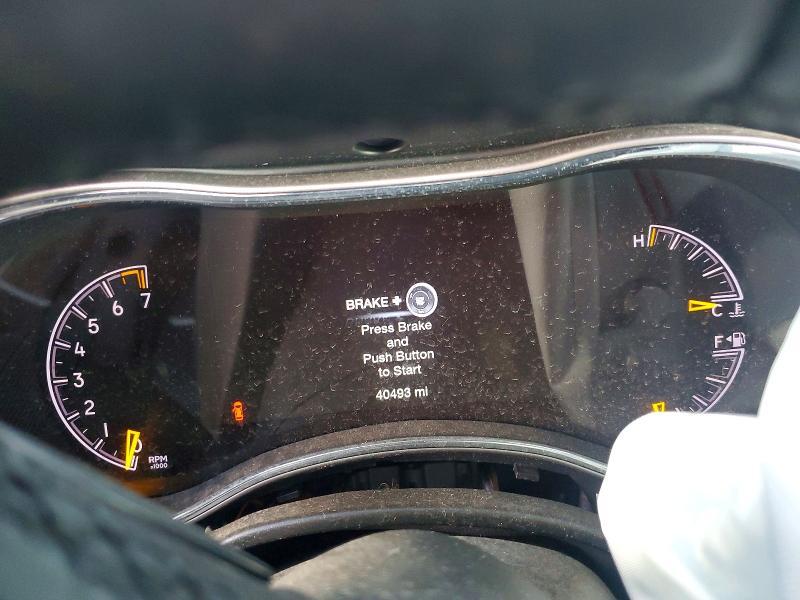 7
6
5
4
3
2
1
0
RPM
x1000
BRAKE +
Press Brake
and
Push Button
to Start
40493 mi
H
C
F